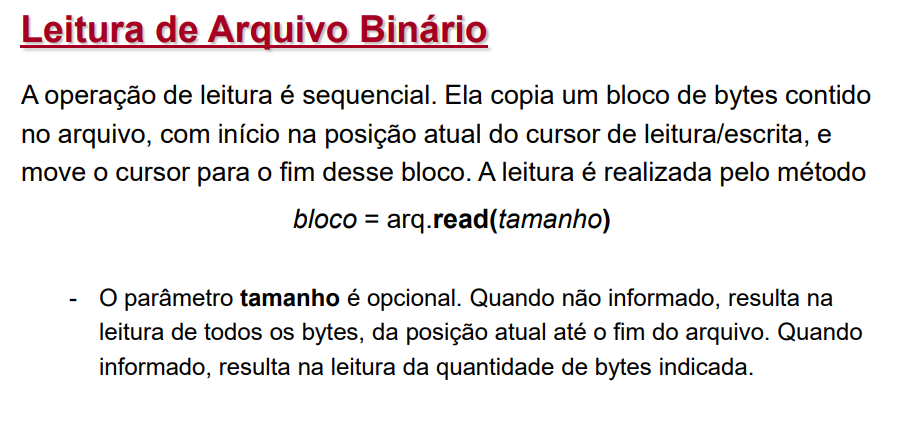 Leitura de Arquivo Binário
A operação de leitura é sequencial. Ela copia um bloco de bytes contido
no arquivo, com início na posição atual do cursor de leitura/escrita, e
move o cursor para o fim desse bloco. A leitura é realizada pelo método
bloco = arq.read(tamanho)
- O parâmetro tamanho é opcional. Quando não informado, resulta na
leitura de todos os bytes, da posição atual até o fim do arquivo. Quando
informado, resulta na leitura da quantidade de bytes indicada.